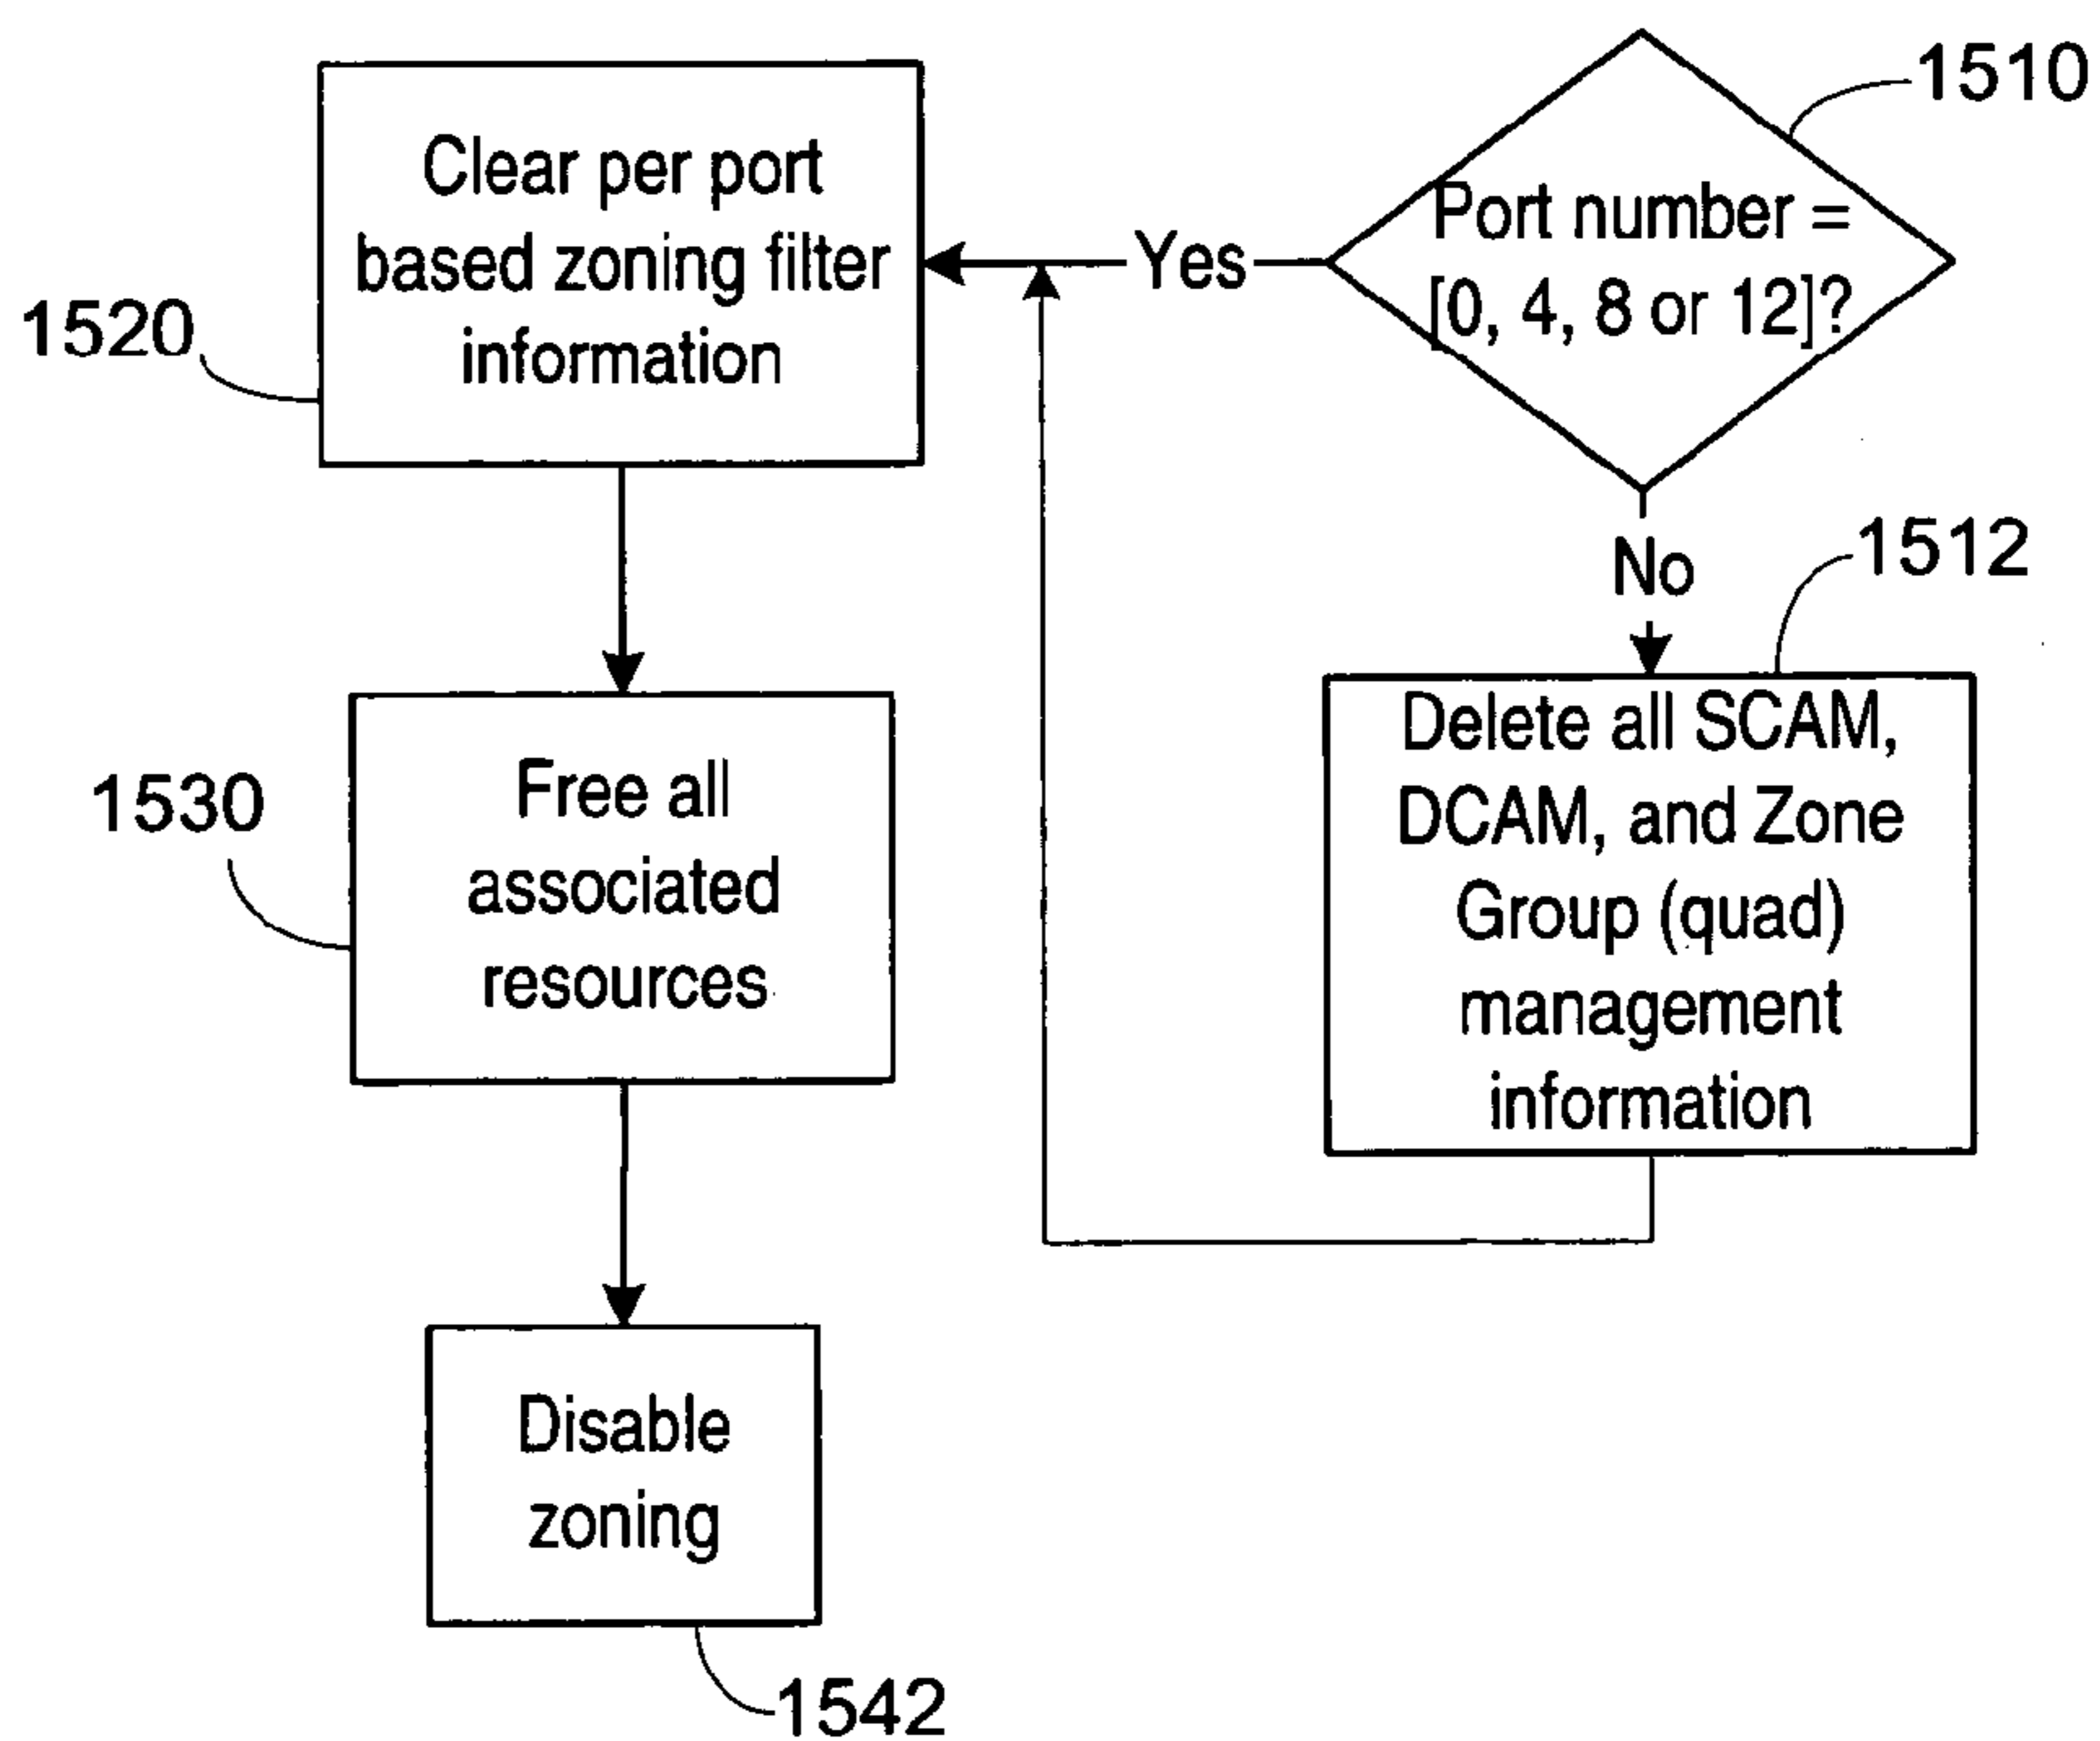 1510
Port number =
[0, 4, 8 or 12]?
Yes
No
1512
Delete all SCAM,
DCAM, and Zone
Group (quad)
management
information
Clear per port
based zoning filter
information
1520
Free all
associated
resources
1530
Disable
zoning
1542